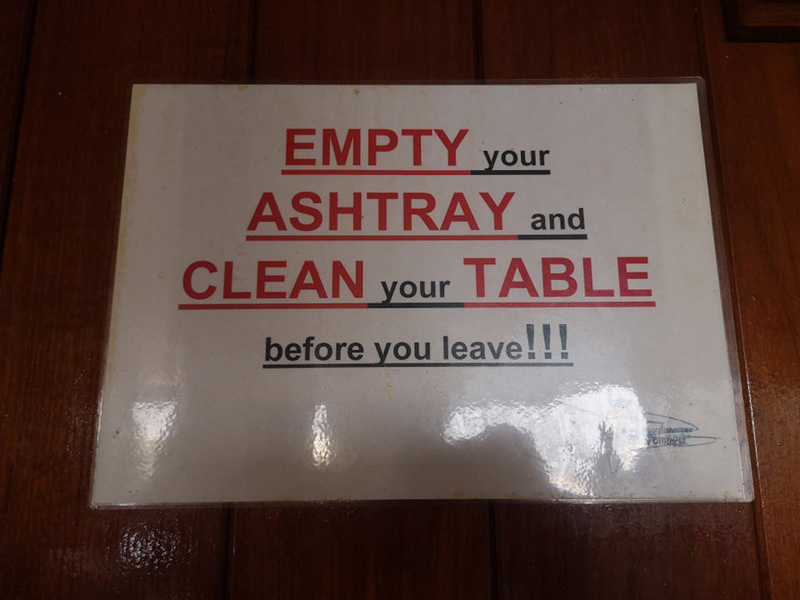 EMPTY your
ASHTRAY and
CLEAN your TABLE
before you leave!!!